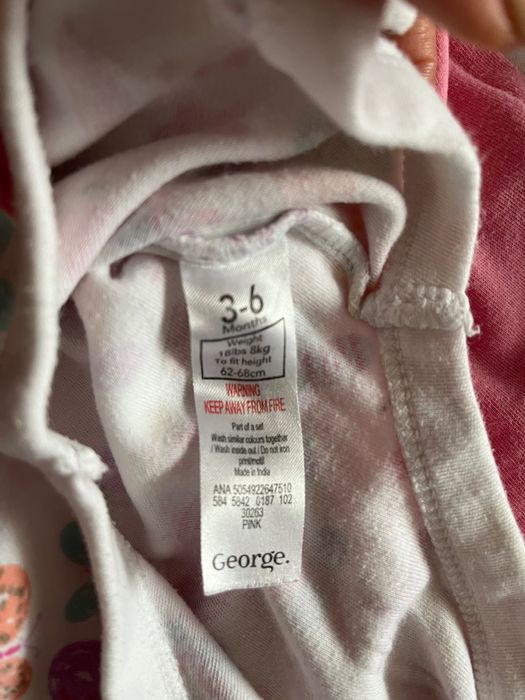 3-6
Months
Weight
18lbs 8kg
To fit height
62-68cm
WARNING
KEEP AWAY FROM FIRE
Part of a set
Wash similar colours together
/ Wash inside out / Do not iron
print/motif
Made in India
ANA 5054922647510
584 5842 0187 102
30263
PINK
George.